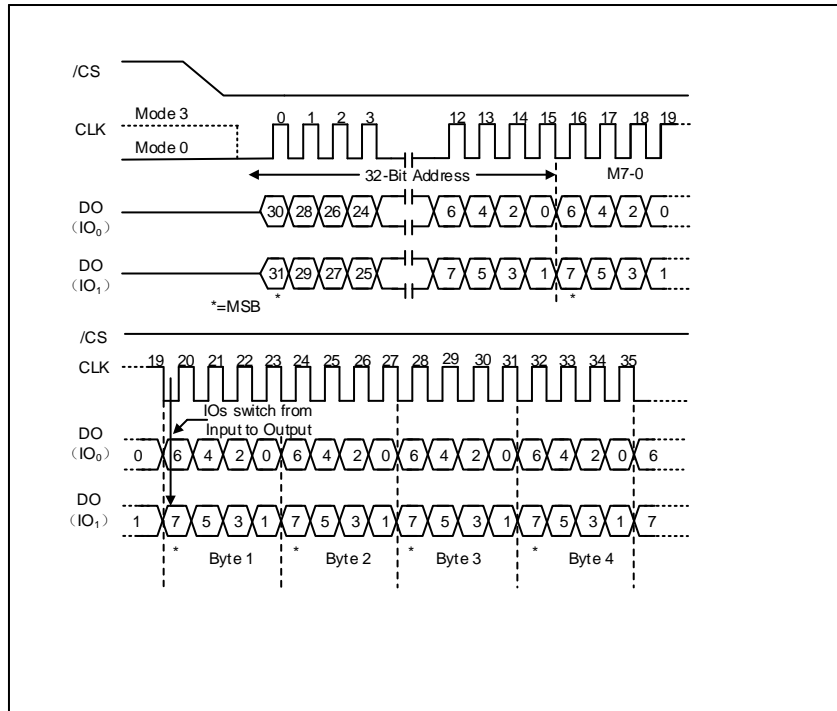 /CS
Mode 3
CLK
Mode 0
0 1 2 3 12 13 14 15 16 17 18 19
32-Bit Address
M7-0
DO
（IO0）
30 28 26 24 6 4 2 0 6 4 2 0
DO
（IO1）
31 29 27 25 7 5 3 1 7 5 3 1
* *
*=MSB
/CS
CLK
19 20 21 22 23 24 25 26 27 28 29 30 31 32 33 34 35
IOs switch from
Input to Output
DO
（IO0）
0 6 4 2 0 6 4 2 0 6 4 2 0 6 4 2 0 6
DO
（IO1）
1 7 5 3 1 7 5 3 1 7 5 3 1 7 5 3 1 7
* * * *
Byte 1 Byte 2 Byte 3 Byte 4